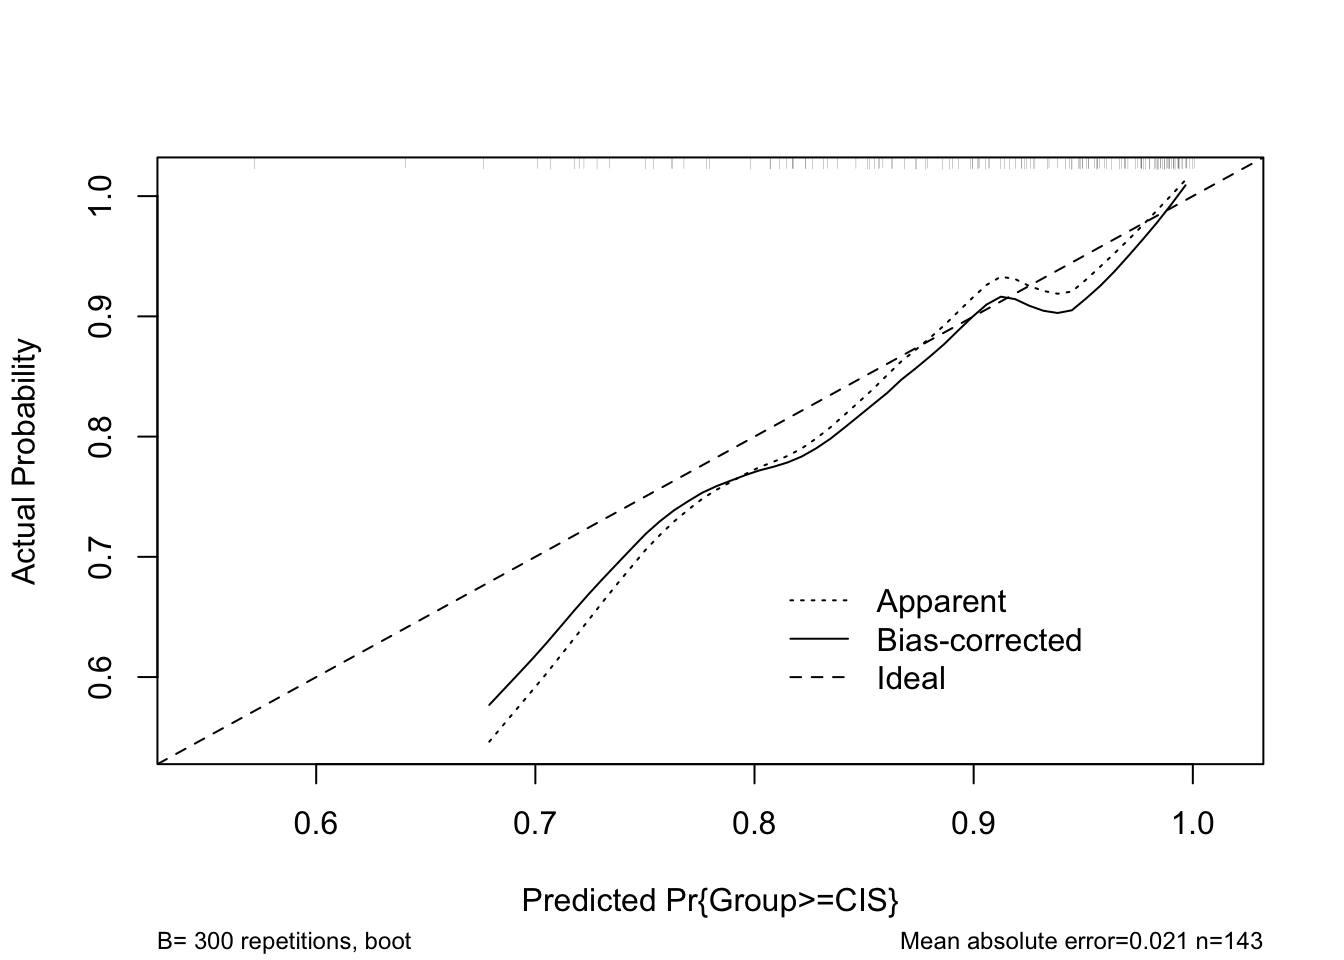 1.0
0.9
0.8
0.7
0.6
Actual Probability
Apparent
Bias-corrected
Ideal
0.6 0.7 0.8 0.9 1.0
Predicted Pr{Group>=CIS}
B= 300 repetitions, boot
Mean absolute error=0.021 n=143